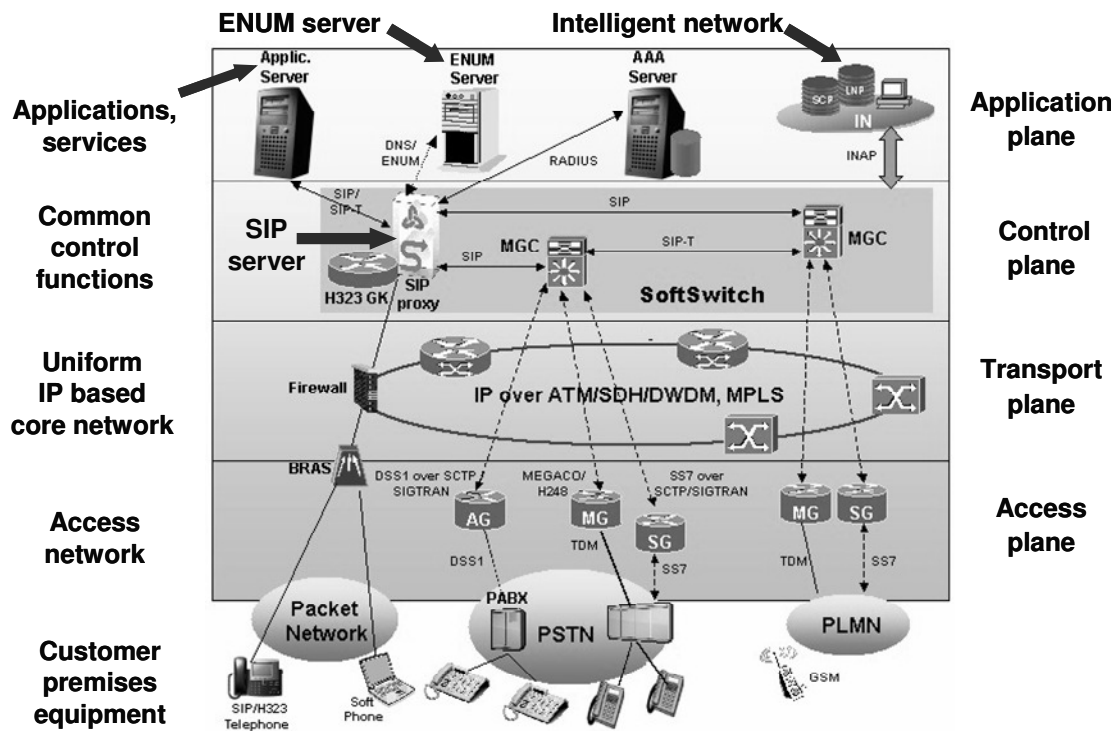 ENUM server
Intelligent network
Applic.
Server
ENUM
Server
AAA
Server
SCP
LNP
IN
Applications,
services
Application
plane
DNS/
ENUM
RADIUS
INAP
SIP/
SIP-T
SIP
Common
control
functions
SIP
server
MGC
SIP-T
MGC
Control
plane
SIP
H323 GK
SIP
proxy
SoftSwitch
Uniform
IP based
core network
Firewall
IP over ATM/SDH/DWDM, MPLS
Transport
plane
BRAS
DSS1 over SCTP/
SIGTRAN
MEGACO/
H248
SS7 over
SCTP/SIGTRAN
Access
network
AG
MG
SG
MG
SG
Access
plane
DSS1
TDM
SS7
TDM
SS7
Packet
Network
PABX
PSTN
PLMN
Customer
premises
equipment
SIP/H323
Telephone
Soft
Phone
GSM